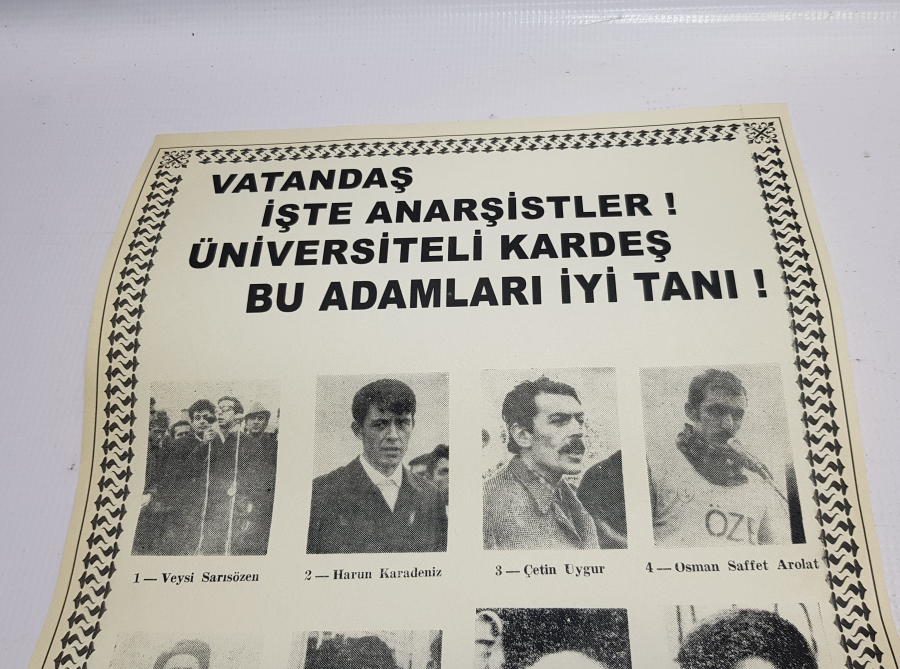 VATANDAŞ
İŞTE ANARŞİSTLER !
ÜNİVERSİTELİ KARDEŞ
BU ADAMLARI İYİ TANI !
ÖZE
1 — Veysi Sarısözen
2 — Harun Karadeniz
3 — Çetin Uygur
4 — Osman Saffet Arolat